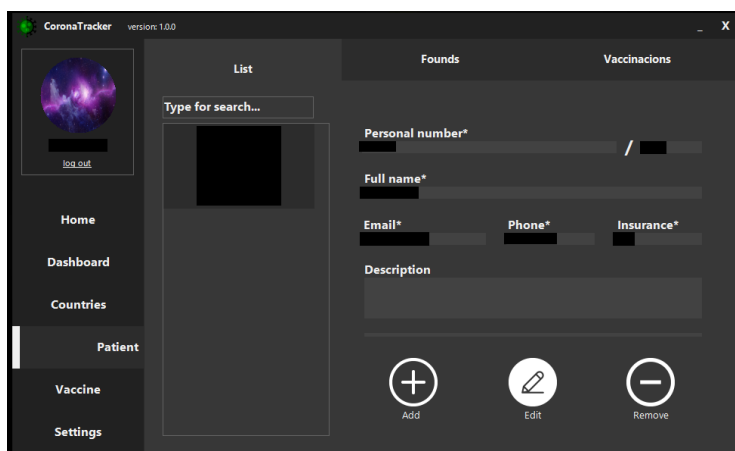 CoronaTracker version: 1.0.0 _ X
log out
Home
Dashboard
Countries
Patient
Vaccine
Settings
List
Type for search...
Founds Vaccinacions
Personal number*
/
Full name*
Email* Phone* Insurance*
Description
Add Edit Remove